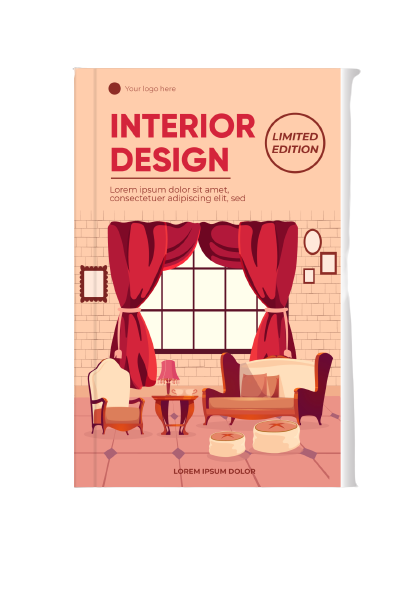 Your logo here
INTERIOR
DESIGN
LIMITED
EDITION
Lorem ipsum dolor sit amet,
consectetuer adipiscing elit, sed
LOREM IPSUM DOLOR